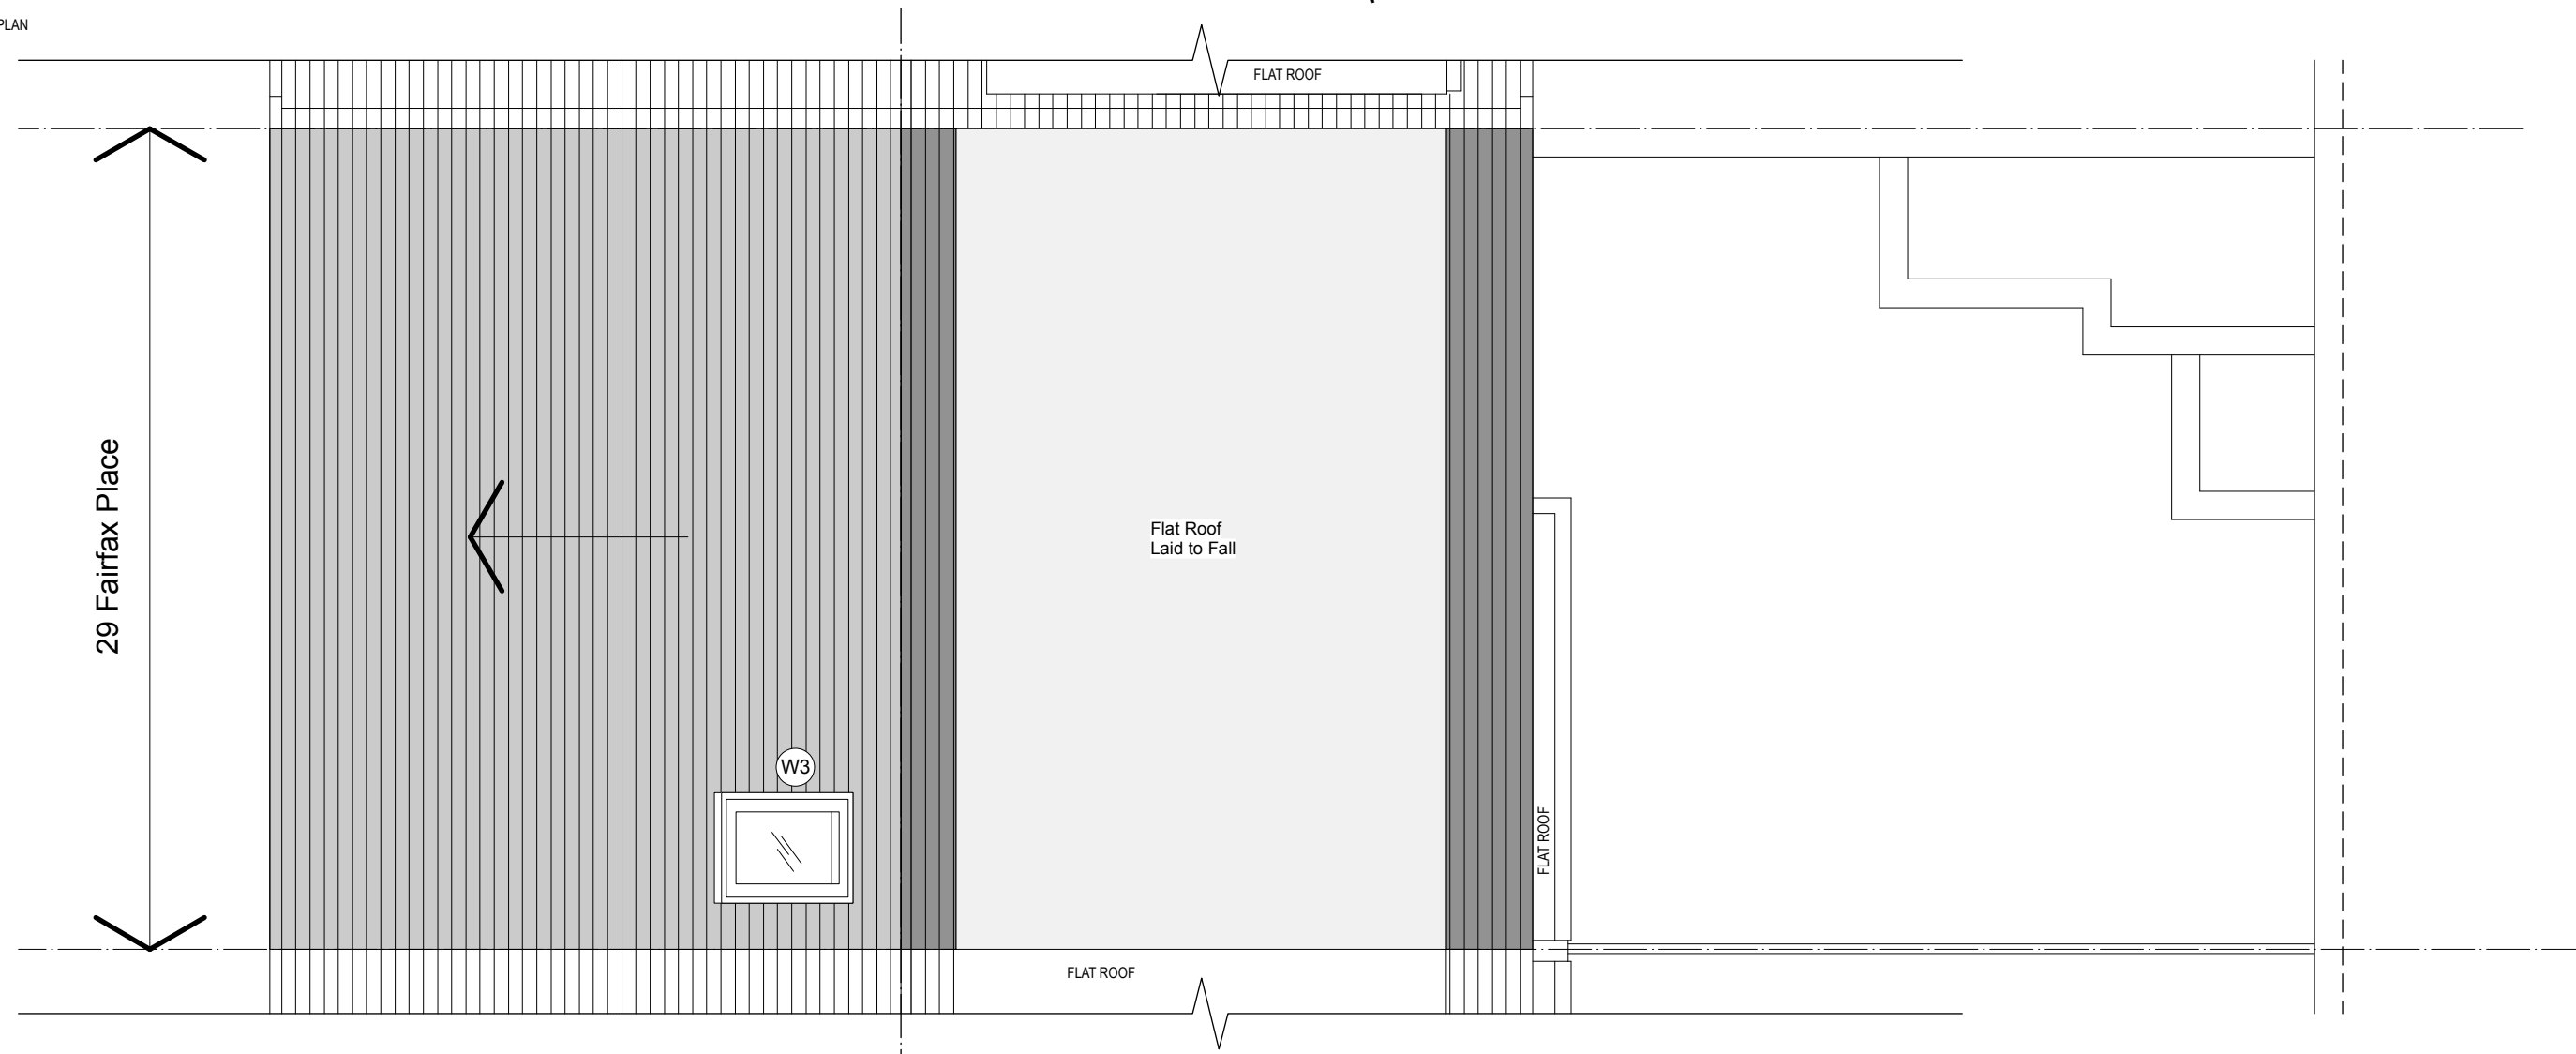 PLAN
FLAT ROOF
29 Fairfax Place
Flat Roof
Laid to Fall
W3
FLAT ROOF
FLAT ROOF